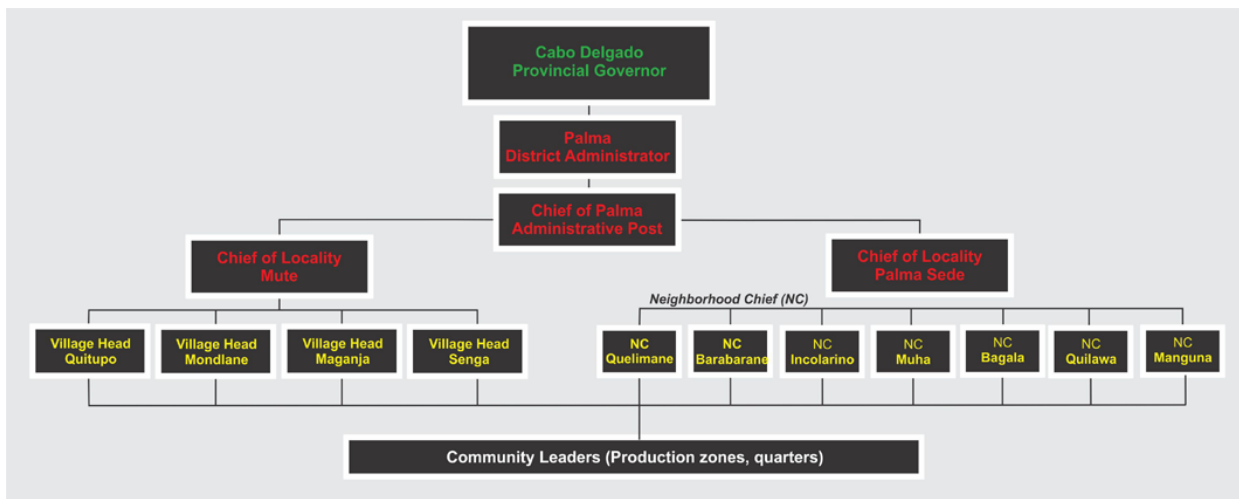 Cabo Delgado
Provincial Governor
Palma
District Administrator
Chief of Palma
Administrative Post
Chief of Locality
Mute
Chief of Locality
Palma Sede
Neighborhood Chief (NC)
Village Head
Quitupo
Village Head
Mondlane
Village Head
Maganja
Village Head
Senga
NC
Quelimane
NC
Barabarane
NC
Incolarino
NC
Muha
NC
Bagala
NC
Quilawa
NC
Manguna
Community Leaders (Production zones, quarters)